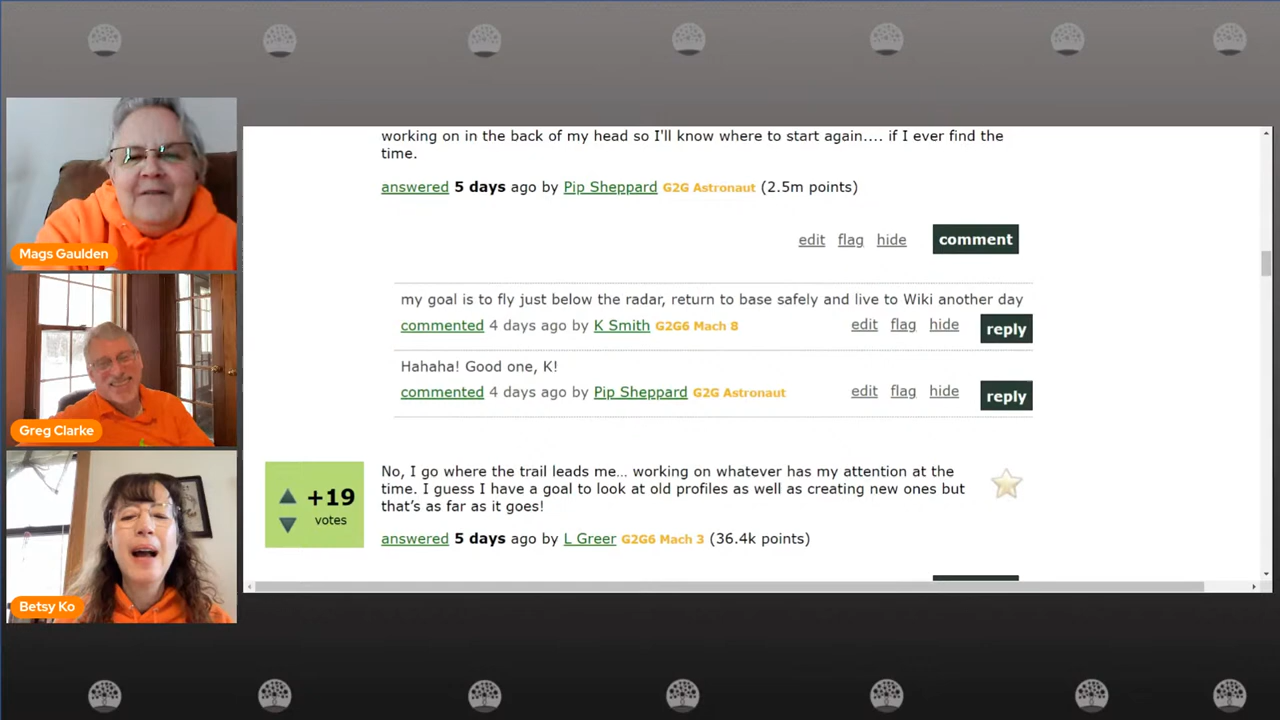 Mags Gaulden
Greg Clarke
Betsy Ko
working on in the back of my head so I'll know where to start again.... if I ever find the
time.
answered 5 days ago by Pip Sheppard G2G Astronaut (2.5m points)
edit flag hide comment
my goal is to fly just below the radar, return to base safely and live to Wiki another day
commented 4 days ago by K Smith G2G6 Mach 8 edit flag hide reply
Hahaha! Good one, K!
commented 4 days ago by Pip Sheppard G2G Astronaut edit flag hide reply
+19
votes
No, I go where the trail leads me... working on whatever has my attention at the
time. I guess I have a goal to look at old profiles as well as creating new ones but
that’s as far as it goes!
answered 5 days ago by L Greer G2G6 Mach 3 (36.4k points)